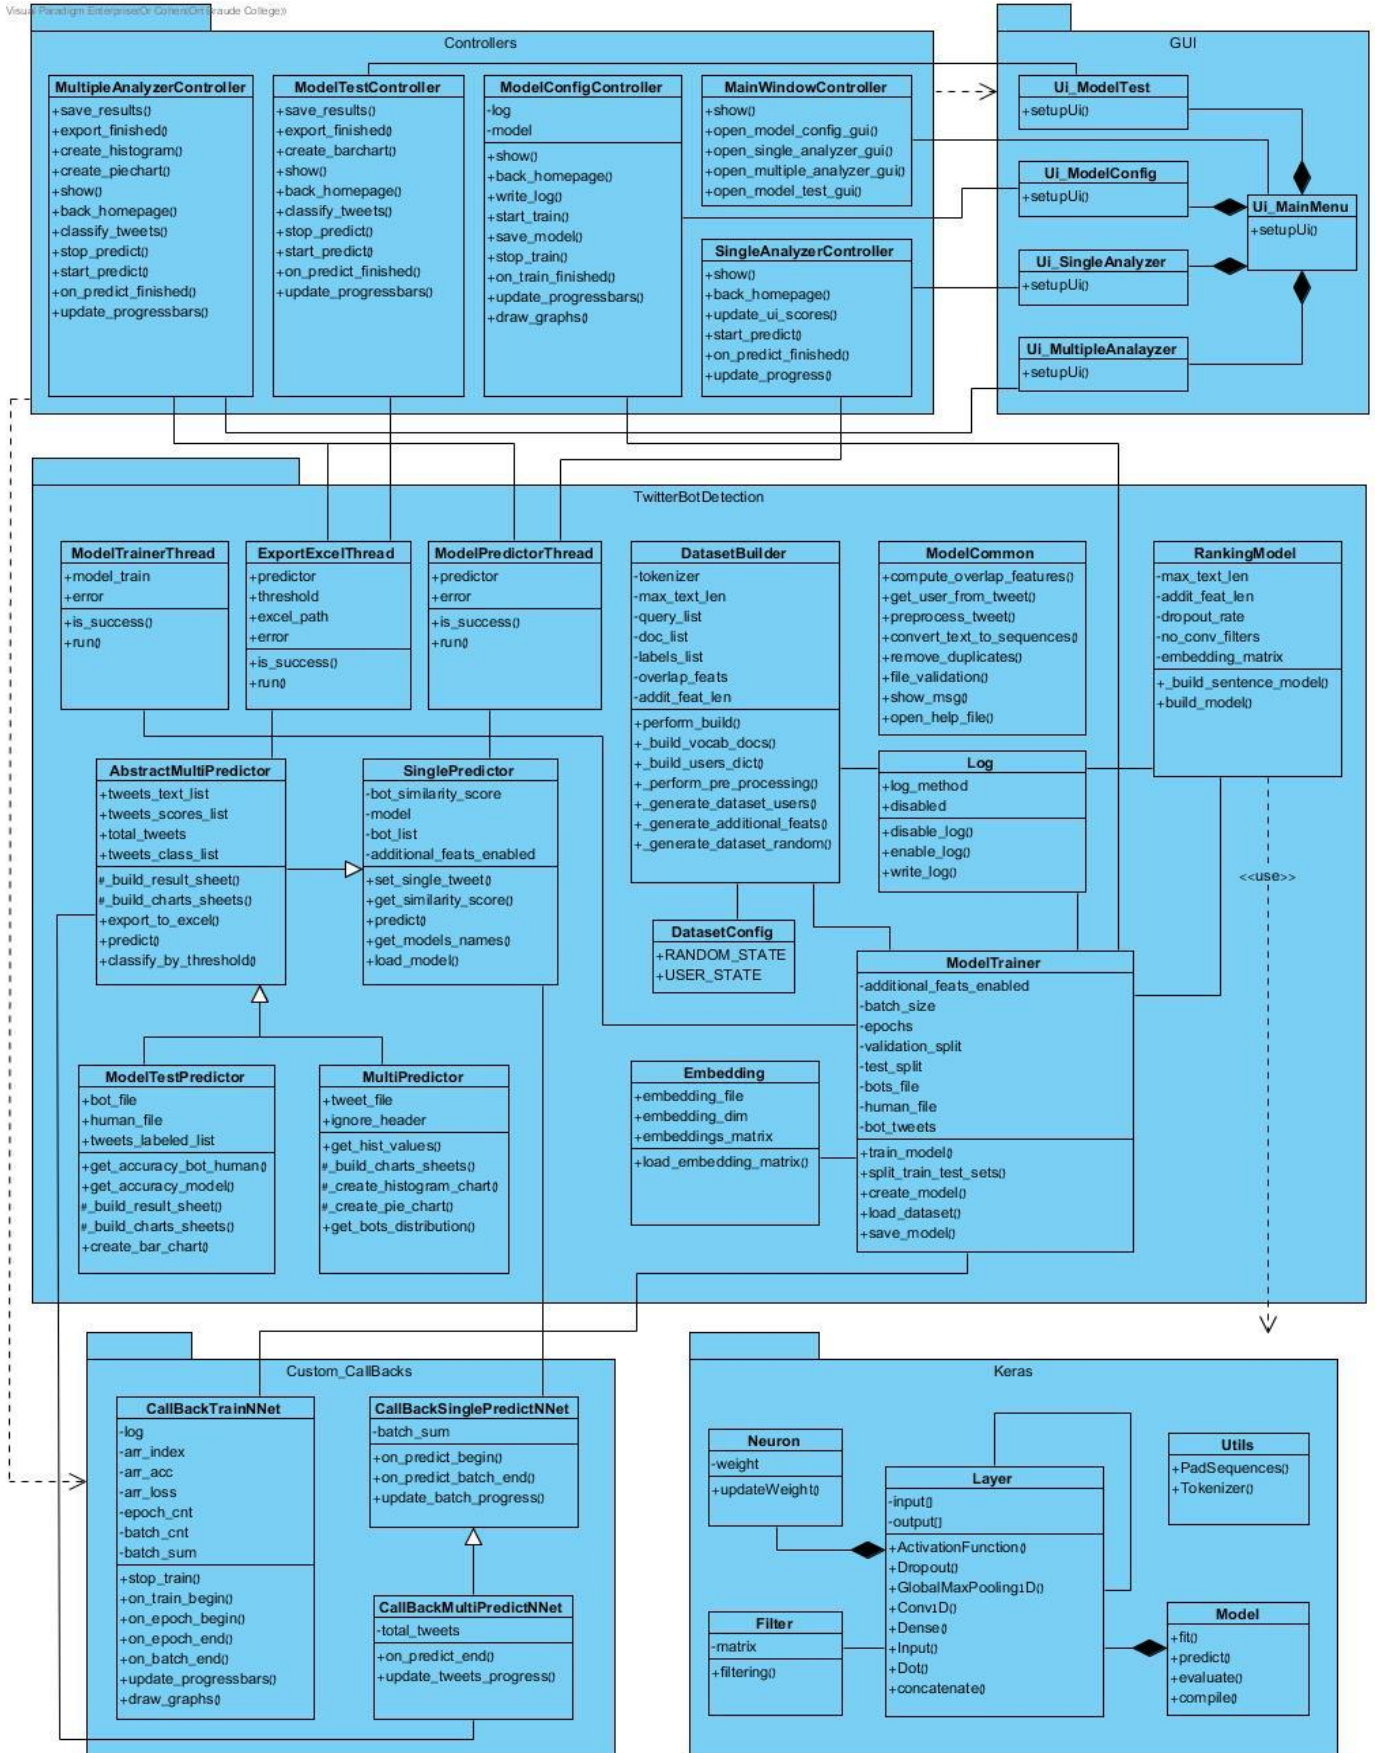 Visual Paradigm Enterprise(Or Cohen(Ort Braude College))
Controllers
MultipleAnalyzerController
+save_results()
+export_finished()
+create_histogram()
+create_piechart()
+show()
+back_homepage()
+classify_tweets()
+stop_predict()
+start_predict()
+on_predict_finished()
+update_progressbars()
ModelTestController
+save_results()
+export_finished()
+create_barchart()
+show()
+back_homepage()
+classify_tweets()
+stop_predict()
+start_predict()
+on_predict_finished()
+update_progressbars()
ModelConfigController
-log
-model
+show()
+back_homepage()
+write_log()
+start_train()
+save_model()
+stop_train()
+on_train_finished()
+update_progressbars()
+draw_graphs()
MainWindowController
+show()
+open_model_config_gui()
+open_single_analyzer_gui()
+open_multiple_analyzer_gui()
+open_model_test_gui()
SingleAnalyzerController
+show()
+back_homepage()
+update_ui_scores()
+start_predict()
+on_predict_finished()
+update_progress()
GUI
Ui_ModelTest
+setupUi()
Ui_ModelConfig
+setupUi()
Ui_MainMenu
+setupUi()
Ui_SingleAnalyzer
+setupUi()
Ui_MultipleAnalayzer
+setupUi()
TwitterBotDetection
ModelTrainerThread
+model_train
+error
+is_success()
+run()
ExportExcelThread
+predictor
+threshold
+excel_path
+error
+is_success()
+run()
ModelPredictorThread
+predictor
+error
+is_success()
+run()
DatasetBuilder
-tokenizer
-max_text_len
-query_list
-doc_list
-labels_list
-overlap_feats
-addit_feat_len
+perform_build()
+_build_vocab_docs()
+_build_users_dict()
+_perform_pre_processing()
+_generate_dataset_users()
+_generate_additional_feats()
+_generate_dataset_random()
ModelCommon
+compute_overlap_features()
+get_user_from_tweet()
+preprocess_tweet()
+convert_text_to_sequences()
+remove_duplicates()
+file_validation()
+show_msg()
+open_help_file()
RankingModel
-max_text_len
-addit_feat_len
-dropout_rate
-no_conv_filters
-embedding_matrix
+_build_sentence_model()
+build_model()
AbstractMultiPredictor
+tweets_text_list
+tweets_scores_list
+total_tweets
+tweets_class_list
#_build_result_sheet()
#_build_charts_sheets()
+export_to_excel()
+predict()
+classify_by_threshold()
SinglePredictor
-bot_similarity_score
-model
-bot_list
-additional_feats_enabled
+set_single_tweet()
+get_similarity_score()
+predict()
+get_models_names()
+load_model()
Log
+log_method
+disabled
+disable_log()
+enable_log()
+write_log()
<<use>>
DatasetConfig
+RANDOM_STATE
+USER_STATE
ModelTrainer
-additional_feats_enabled
-batch_size
-epochs
-validation_split
-test_split
-bots_file
-human_file
-bot_tweets
+train_model()
+split_train_test_sets()
+create_model()
+load_dataset()
+save_model()
ModelTestPredictor
+bot_file
+human_file
+tweets_labeled_list
+get_accuracy_bot_human()
+get_accuracy_model()
#_build_result_sheet()
#_build_charts_sheets()
+create_bar_chart()
MultiPredictor
+tweet_file
+ignore_header
+get_hist_values()
#_build_charts_sheets()
#_create_histogram_chart()
#_create_pie_chart()
+get_bots_distribution()
Embedding
+embedding_file
+embedding_dim
+embeddings_matrix
+load_embedding_matrix()
Custom_CallBacks
CallBackTrainNNet
-log
-arr_index
-arr_acc
-arr_loss
-epoch_cnt
-batch_cnt
-batch_sum
+stop_train()
+on_train_begin()
+on_epoch_begin()
+on_epoch_end()
+on_batch_end()
+update_progressbars()
+draw_graphs()
CallBackSinglePredictNNet
-batch_sum
+on_predict_begin()
+on_predict_batch_end()
+update_batch_progress()
CallBackMultiPredictNNet
-total_tweets
+on_predict_end()
+update_tweets_progress()
Keras
Neuron
-weight
+updateWeight()
Layer
-input[]
-output[]
+ActivationFunction()
+Dropout()
+GlobalMaxPooling1D()
+Conv1D()
+Dense()
+Input()
+Dot()
+concatenate()
Utils
+PadSequences()
+Tokenizer()
Filter
-matrix
+filtering()
Model
+fit()
+predict()
+evaluate()
+compile()